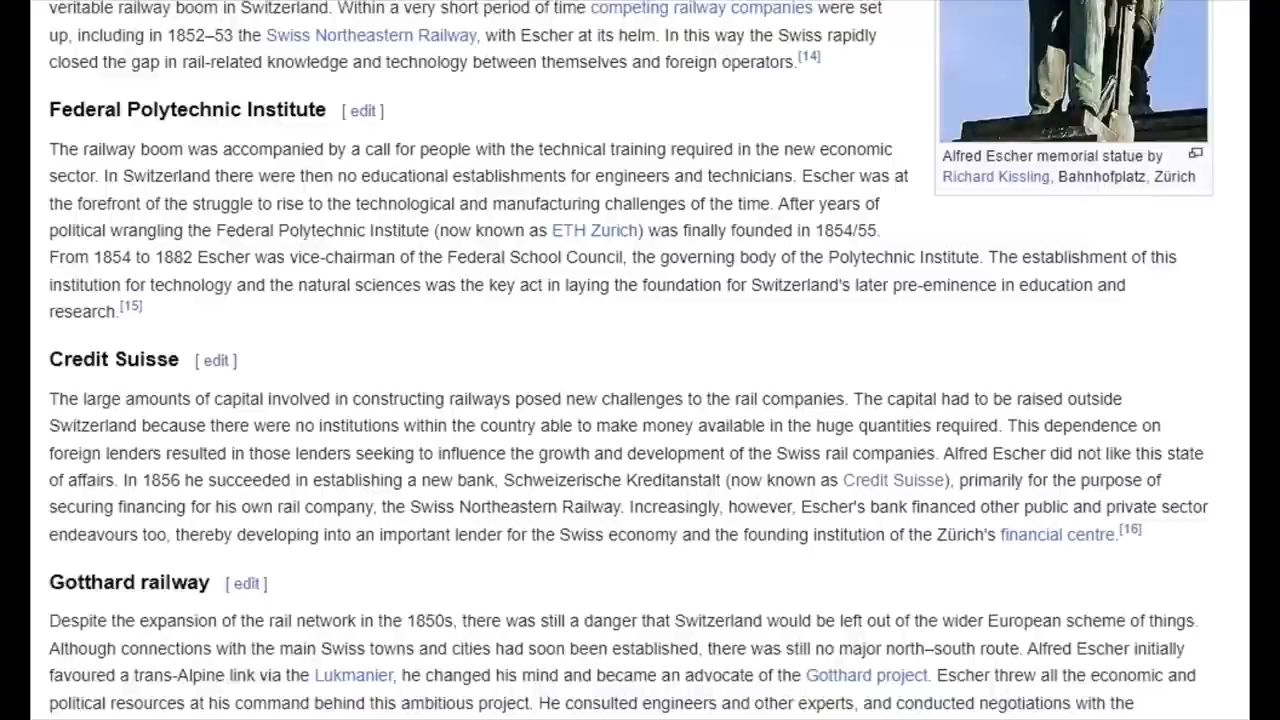 veritable railway boom in Switzerland. Within a very short period of time competing railway companies were set
up, including in 1852–53 the Swiss Northeastern Railway, with Escher at its helm. In this way the Swiss rapidly
closed the gap in rail-related knowledge and technology between themselves and foreign operators.[14]
Alfred Escher memorial statue by
Richard Kissling, Bahnhofplatz, Zürich
Federal Polytechnic Institute [ edit ]
The railway boom was accompanied by a call for people with the technical training required in the new economic
sector. In Switzerland there were then no educational establishments for engineers and technicians. Escher was at
the forefront of the struggle to rise to the technological and manufacturing challenges of the time. After years of
political wrangling the Federal Polytechnic Institute (now known as ETH Zurich) was finally founded in 1854/55.
From 1854 to 1882 Escher was vice-chairman of the Federal School Council, the governing body of the Polytechnic Institute. The establishment of this
institution for technology and the natural sciences was the key act in laying the foundation for Switzerland's later pre-eminence in education and
research.[15]
Credit Suisse [ edit ]
The large amounts of capital involved in constructing railways posed new challenges to the rail companies. The capital had to be raised outside
Switzerland because there were no institutions within the country able to make money available in the huge quantities required. This dependence on
foreign lenders resulted in those lenders seeking to influence the growth and development of the Swiss rail companies. Alfred Escher did not like this state
of affairs. In 1856 he succeeded in establishing a new bank, Schweizerische Kreditanstalt (now known as Credit Suisse), primarily for the purpose of
securing financing for his own rail company, the Swiss Northeastern Railway. Increasingly, however, Escher's bank financed other public and private sector
endeavours too, thereby developing into an important lender for the Swiss economy and the founding institution of the Zürich's financial centre.[16]
Gotthard railway [ edit ]
Despite the expansion of the rail network in the 1850s, there was still a danger that Switzerland would be left out of the wider European scheme of things.
Although connections with the main Swiss towns and cities had soon been established, there was still no major north–south route. Alfred Escher initially
favoured a trans-Alpine link via the Lukmanier, he changed his mind and became an advocate of the Gotthard project. Escher threw all the economic and
political resources at his command behind this ambitious project. He consulted engineers and other experts, and conducted negotiations with the